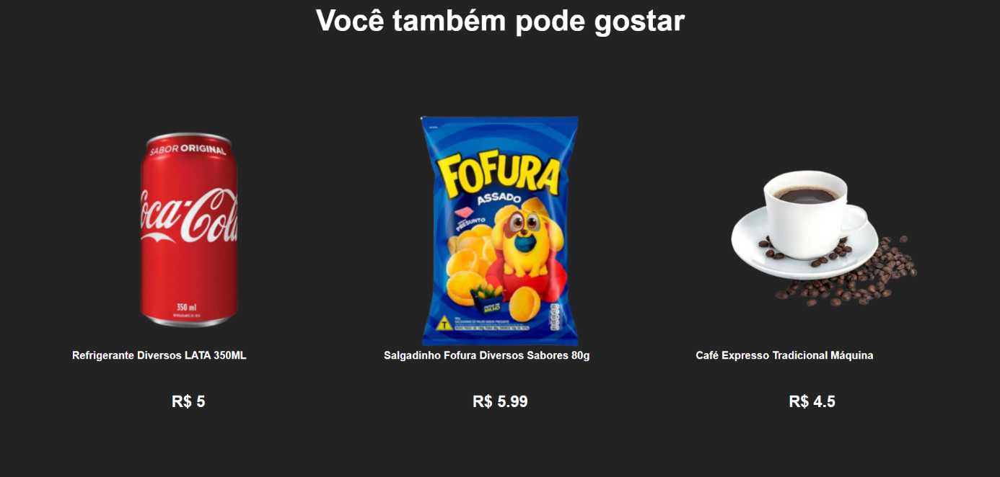 Você também pode gostar
SABOR ORIGINAL
Coca-Cola
350 ml
FOFURA
ASSADO
PRESUNTO
MILHO
T
Refrigerante Diversos LATA 350ML
Salgadinho Fofura Diversos Sabores 80g
Café Expresso Tradicional Máquina
R$ 5
R$ 5.99
R$ 4.5